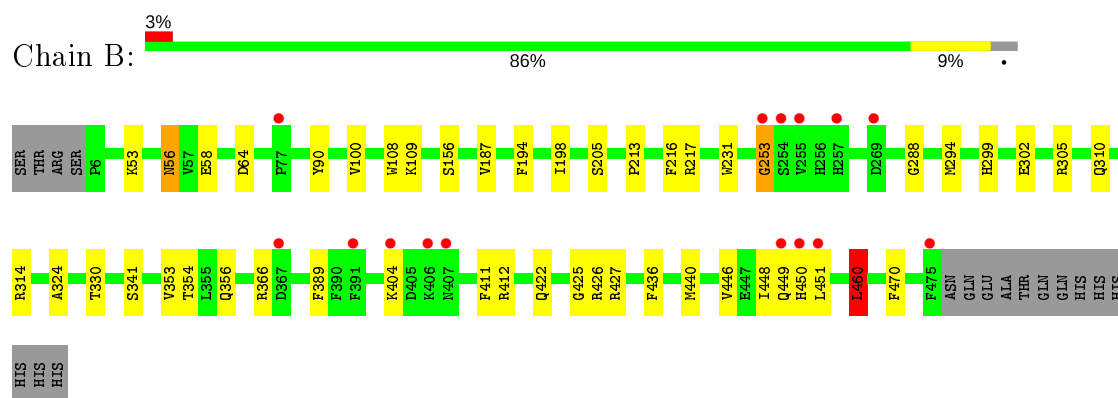 3%
Chain B:
86% 9% •
SER THR ARG SER P6 K53 N56 V57 E58 D64 P77 Y90 V100 W108 K109 S156 V187 F194 I198 S205 P213 F216 R217 W231 G253 S254 V255 H256 H257 D269 G288 M294 H299 E302 R305 Q310
R314 A324 T330 S341 V353 T354 L355 Q356 R366 D367 F389 F390 F391 K404 D405 K406 N407 F411 R412 Q422 G425 R426 R427 F436 M440 V446 E447 I448 Q449 H450 L451 L460 F470 F475 ASN GLN GLU ALA THR GLN GLN HIS HIS HIS HIS
HIS HIS HIS